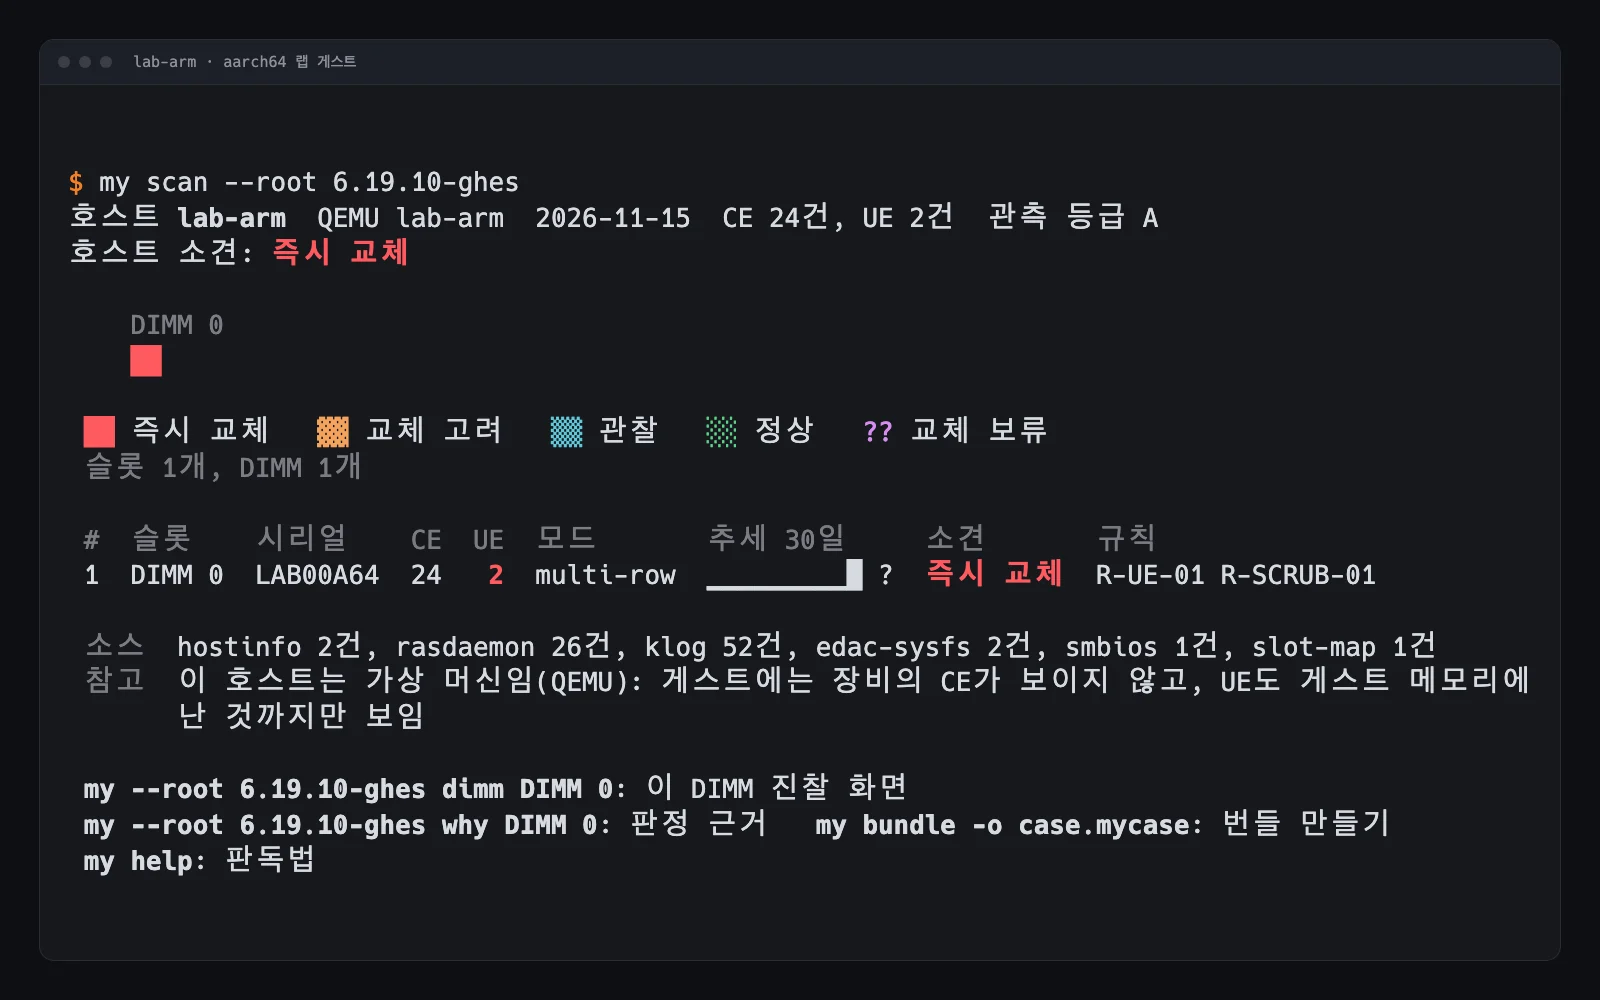 lab-arm · aarch64 랩 게스트
$ my scan --root 6.19.10-ghes
호스트 lab-arm  QEMU lab-arm  2026-11-15  CE 24건, UE 2건  관측 등급 A
호스트 소견: 즉시 교체
DIMM 0
즉시 교체  교체 고려  관찰  정상  ?? 교체 보류
슬롯 1개, DIMM 1개
#  슬롯  시리얼  CE  UE  모드  추세 30일  소견  규칙
1  DIMM 0  LAB00A64  24  2  multi-row  ?  즉시 교체  R-UE-01 R-SCRUB-01
소스  hostinfo 2건, rasdaemon 26건, klog 52건, edac-sysfs 2건, smbios 1건, slot-map 1건
참고  이 호스트는 가상 머신임(QEMU): 게스트에는 장비의 CE가 보이지 않고, UE도 게스트 메모리에
난 것까지만 보임
my --root 6.19.10-ghes dimm DIMM 0: 이 DIMM 진찰 화면
my --root 6.19.10-ghes why DIMM 0: 판정 근거  my bundle -o case.mycase: 번들 만들기
my help: 판독법